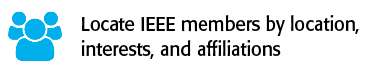 Locate IEEE members by location,
interests, and affiliations